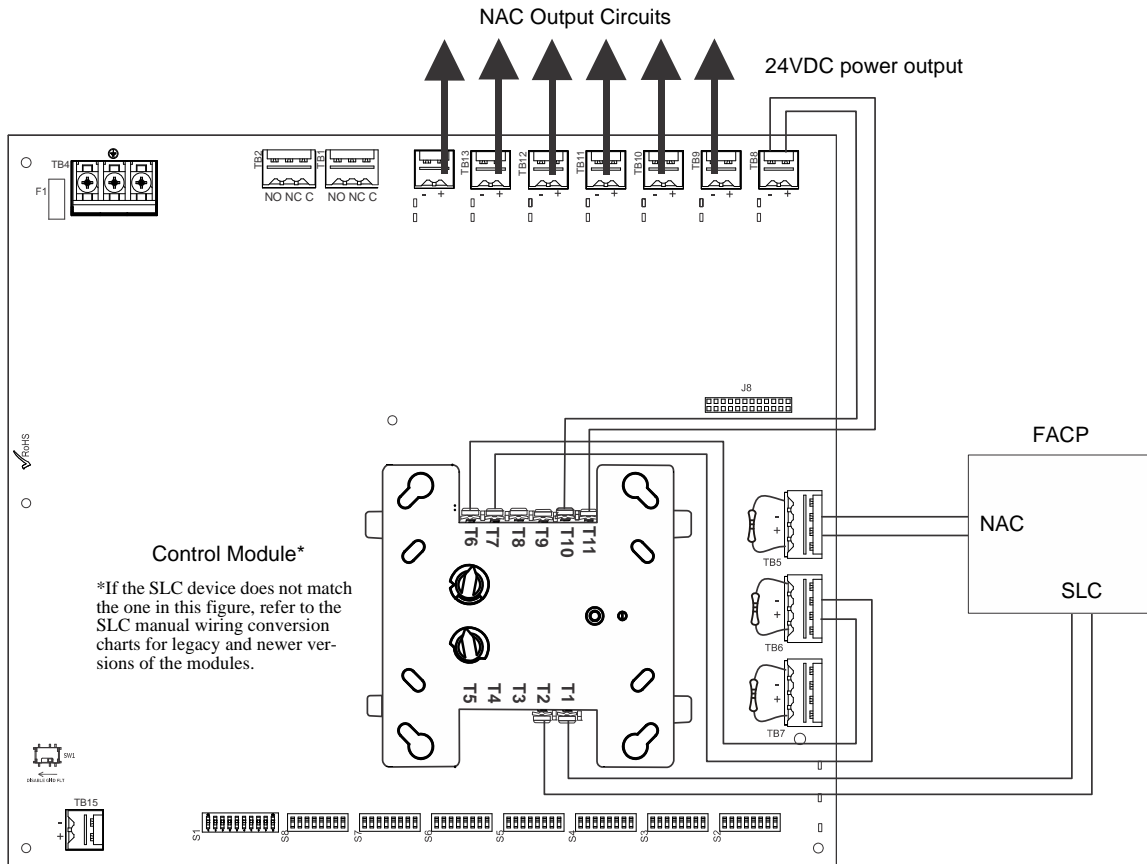 NAC Output Circuits
24VDC power output
TB4
F1
TB2
NO NC C
TB1
NO NC C
- +
TB13
- +
TB12
- +
TB11
- +
TB10
- +
TB9
- +
TB8
- +
J8
RoHS
FACP
NAC
SLC
Control Module*
*If the SLC device does not match
the one in this figure, refer to the
SLC manual wiring conversion
charts for legacy and newer ver-
sions of the modules.
T6 T7 T8 T9 T10 T11
T5 T4 T3 T2 T1
- +
TB5
- +
TB6
- +
TB7
SW1
DISABLE GND FLT
TB15
- +
S1
S8
S7
S6
S5
S4
S3
S2